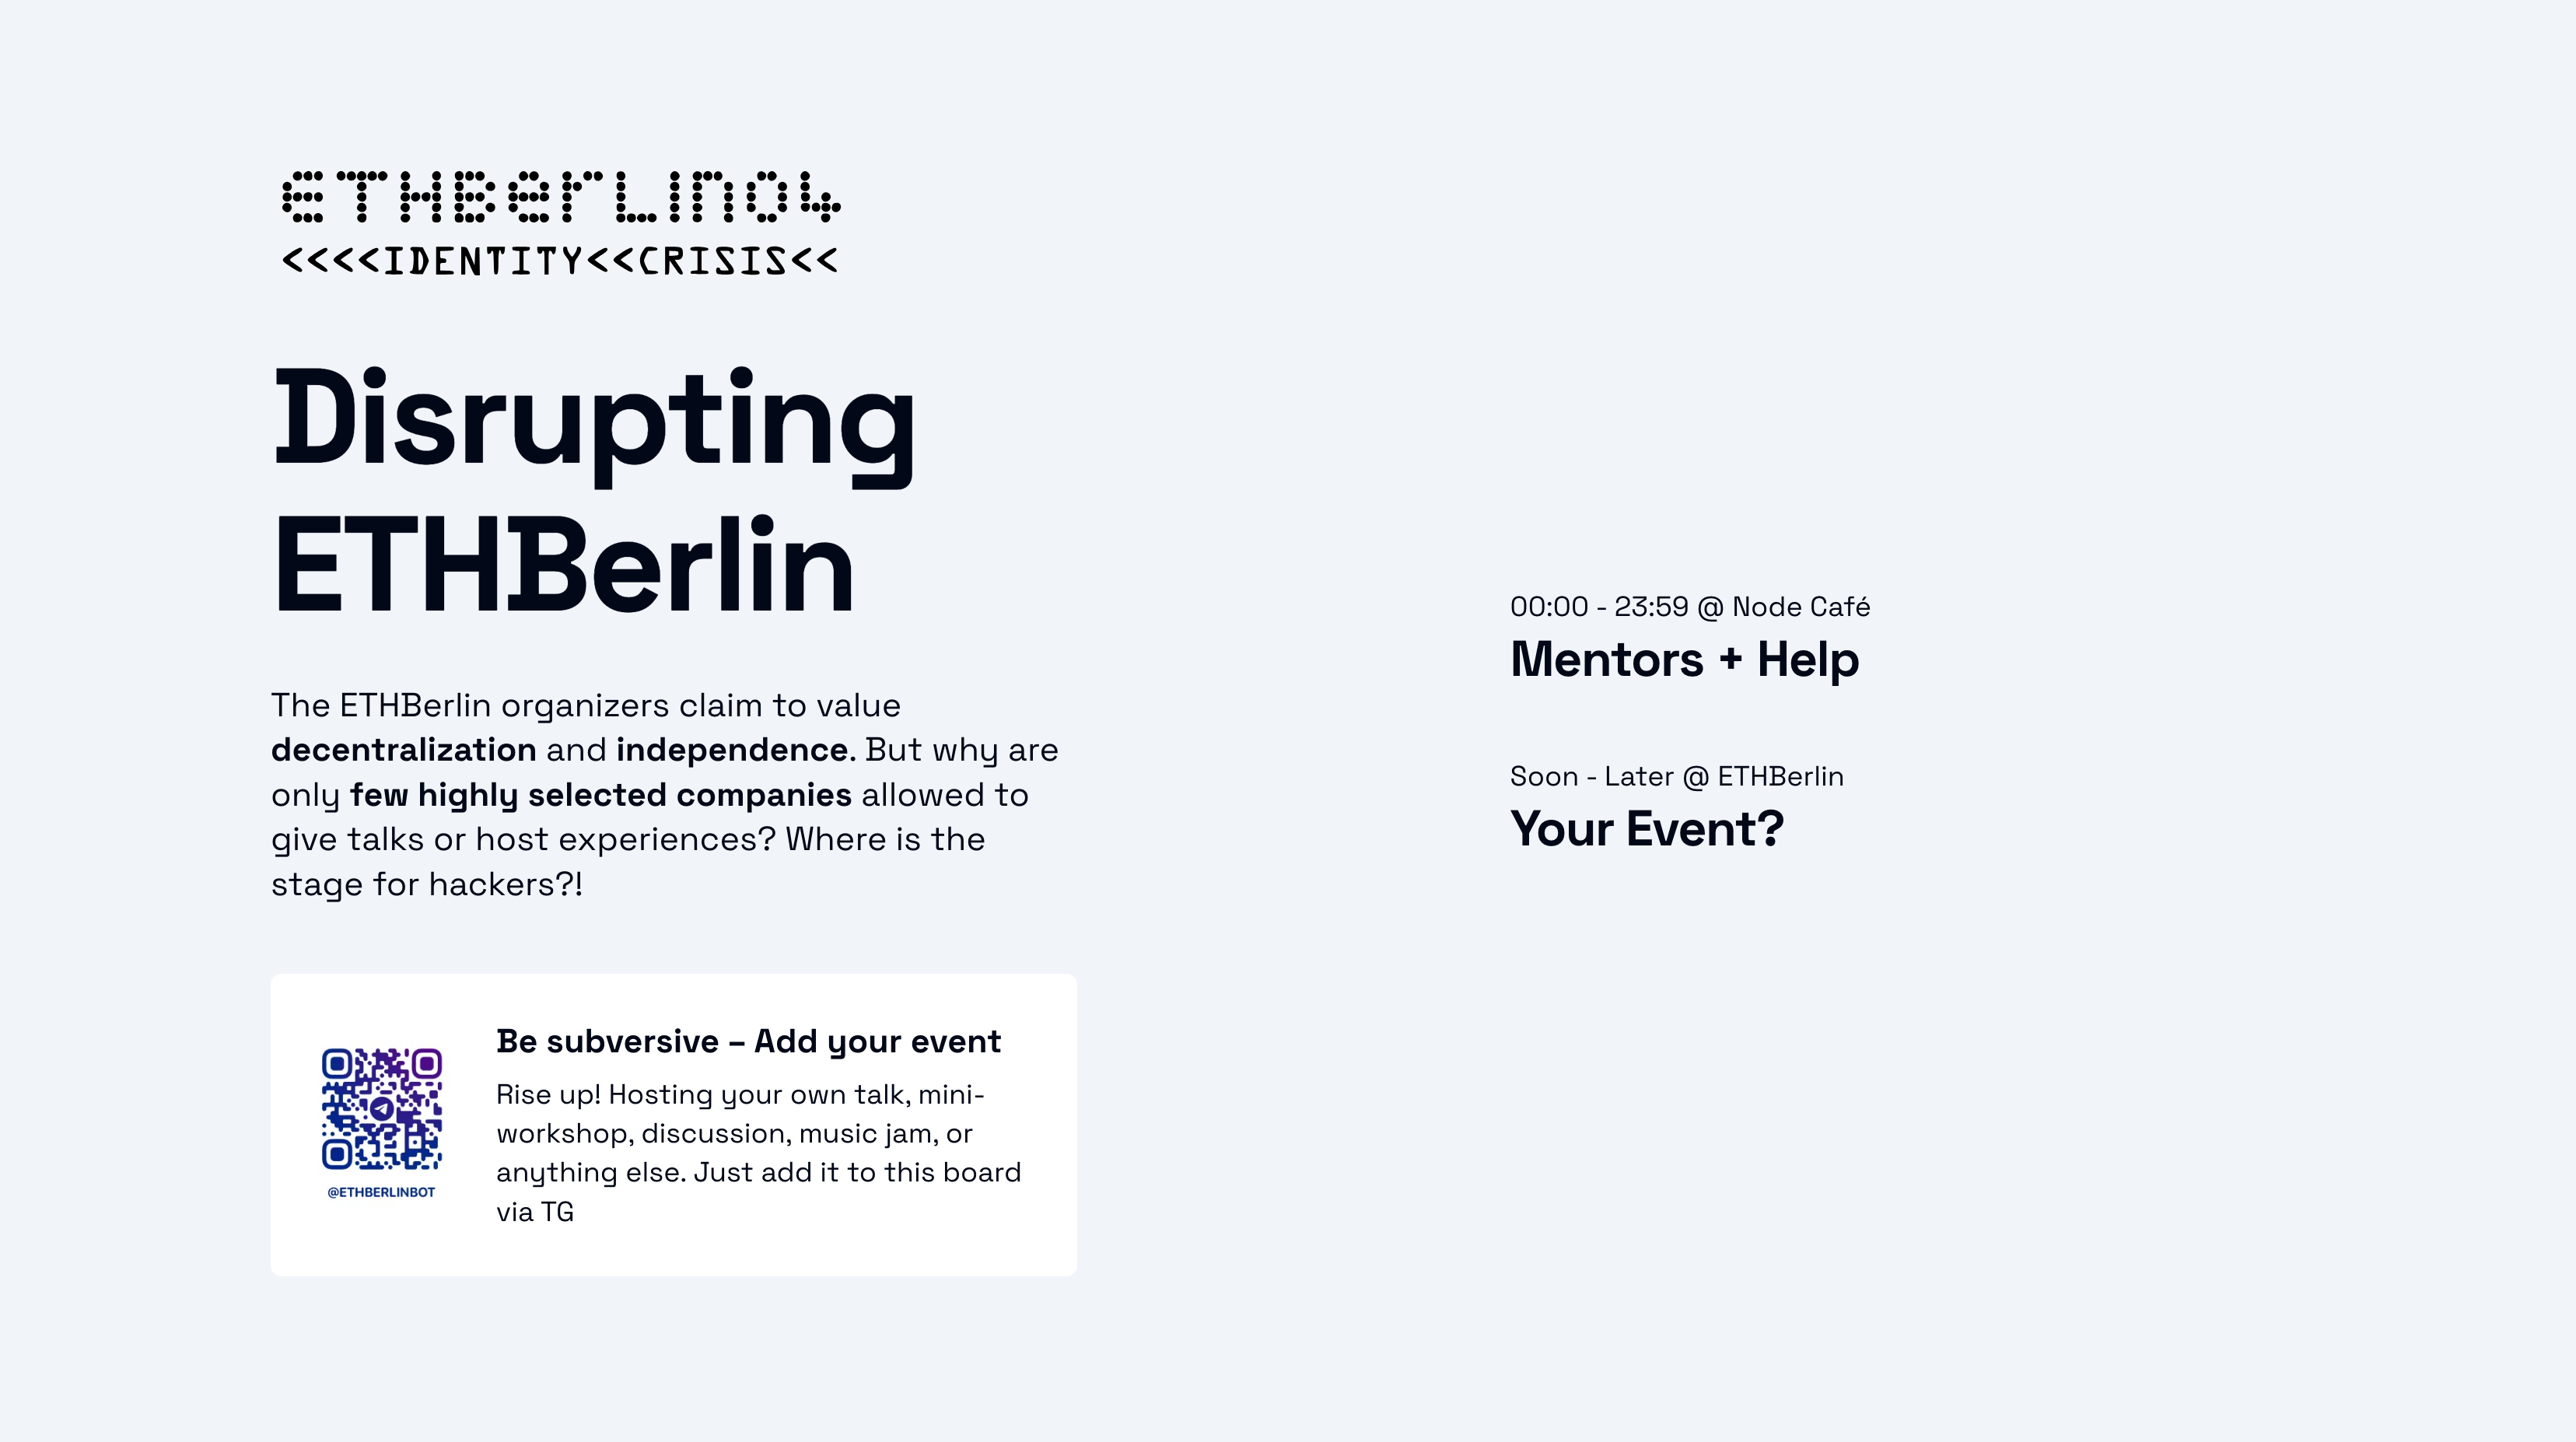 ETHBerlin04
<<<<IDENTITY<<CRISIS<<
Disrupting
ETHBerlin
The ETHBerlin organizers claim to value
decentralization and independence. But why are
only few highly selected companies allowed to
give talks or host experiences? Where is the
stage for hackers?!
Be subversive – Add your event
Rise up! Hosting your own talk, mini-
workshop, discussion, music jam, or
anything else. Just add it to this board
via TG
@ETHBERLINBOT
00:00 - 23:59 @ Node Café
Mentors + Help
Soon - Later @ ETHBerlin
Your Event?